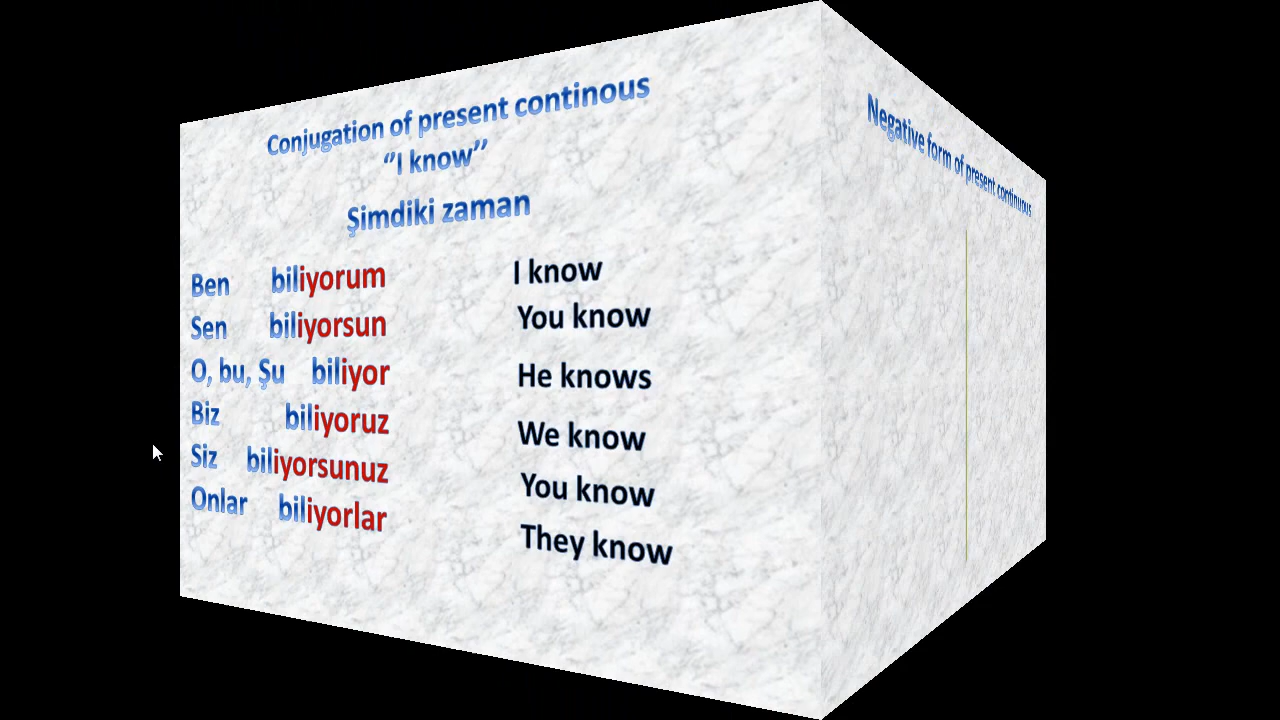 Conjugation of present continous
‘‘I know’’
Şimdiki zaman
Ben biliyorum I know
Sen biliyorsun You know
O, bu, Şu biliyor He knows
Biz biliyoruz We know
Siz biliyorsunuz You know
Onlar biliyorlar They know
Negative form of present continuous